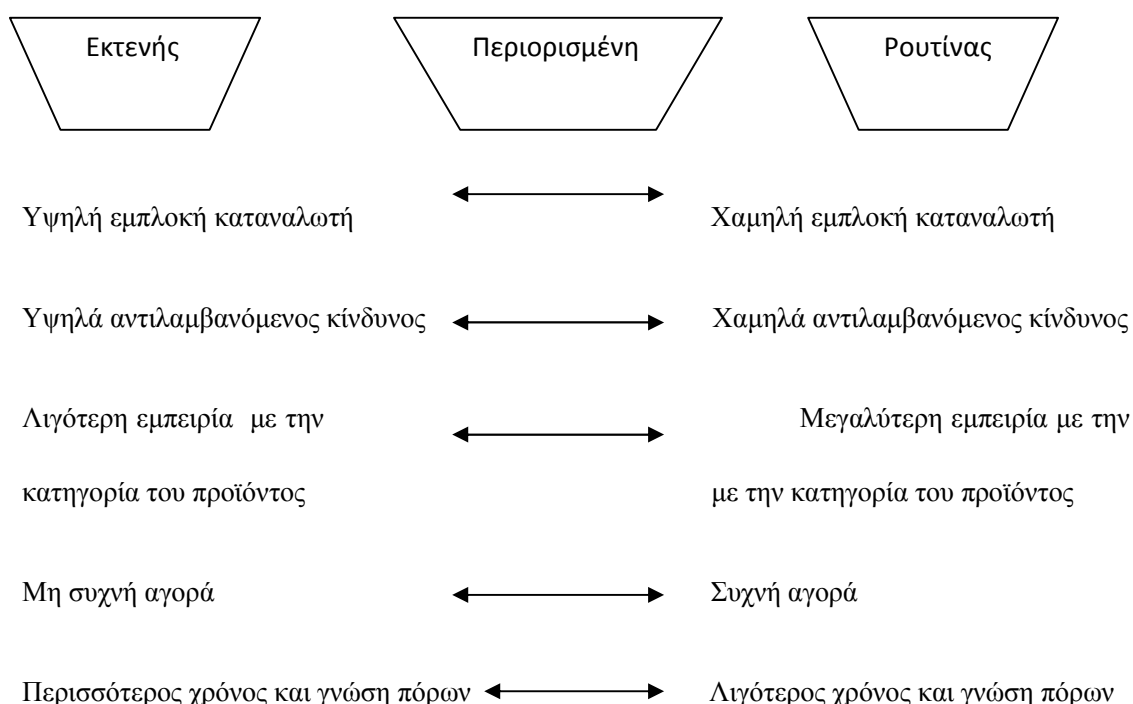 Εκτενής Περιορισμένη Ρουτίνας
Υψηλή εμπλοκή καταναλωτή Χαμηλή εμπλοκή καταναλωτή
Υψηλά αντιλαμβανόμενος κίνδυνος Χαμηλά αντιλαμβανόμενος κίνδυνος
Λιγότερη εμπειρία με την Μεγαλύτερη εμπειρία με την
κατηγορία του προϊόντος με την κατηγορία του προϊόντος
Μη συχνή αγορά Συχνή αγορά
Περισσότερος χρόνος και γνώση πόρων Λιγότερος χρόνος και γνώση πόρων